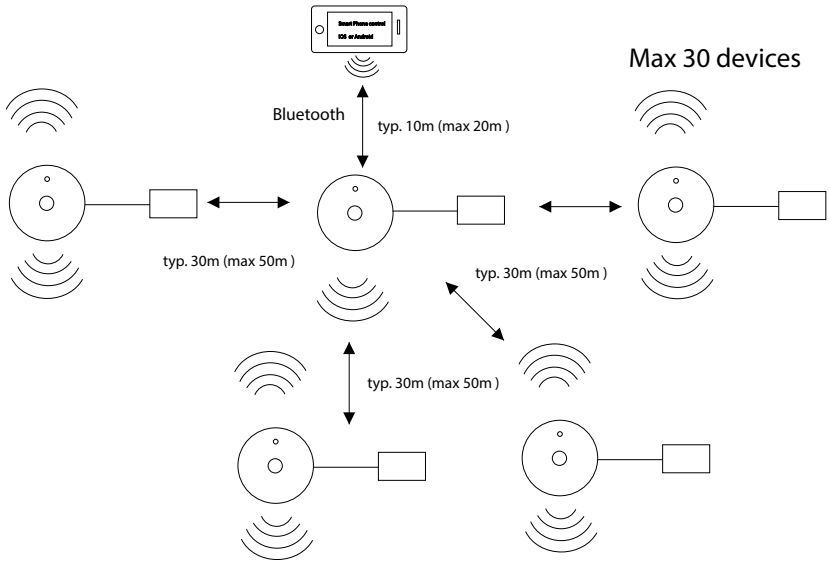 Smart Phone control
iOS or Android
Max 30 devices
Bluetooth
typ. 10m (max 20m )
typ. 30m (max 50m )
typ. 30m (max 50m )
typ. 30m (max 50m )